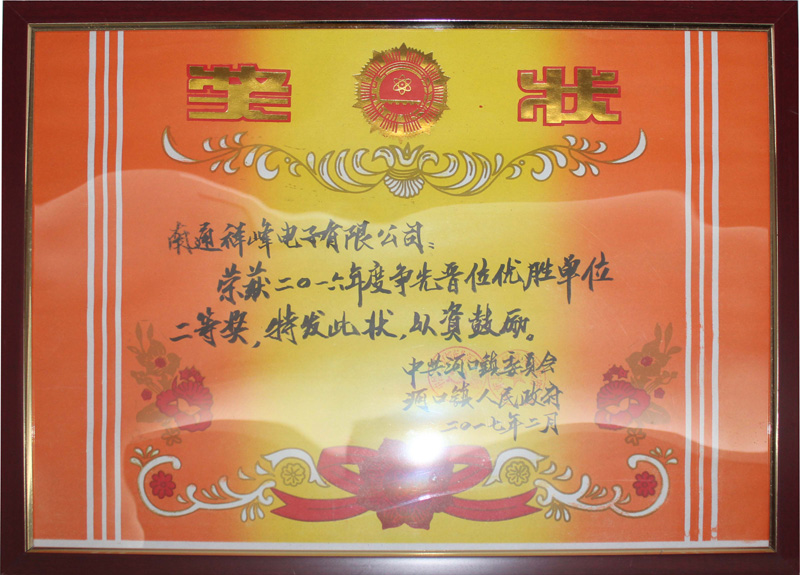 奖状
南通祥峰电子有限公司：
荣获二〇一六年度争先晋位优胜单位
二等奖，特发此状，以资鼓励。
中共河口镇委员会
河口镇人民政府
二〇一七年二月